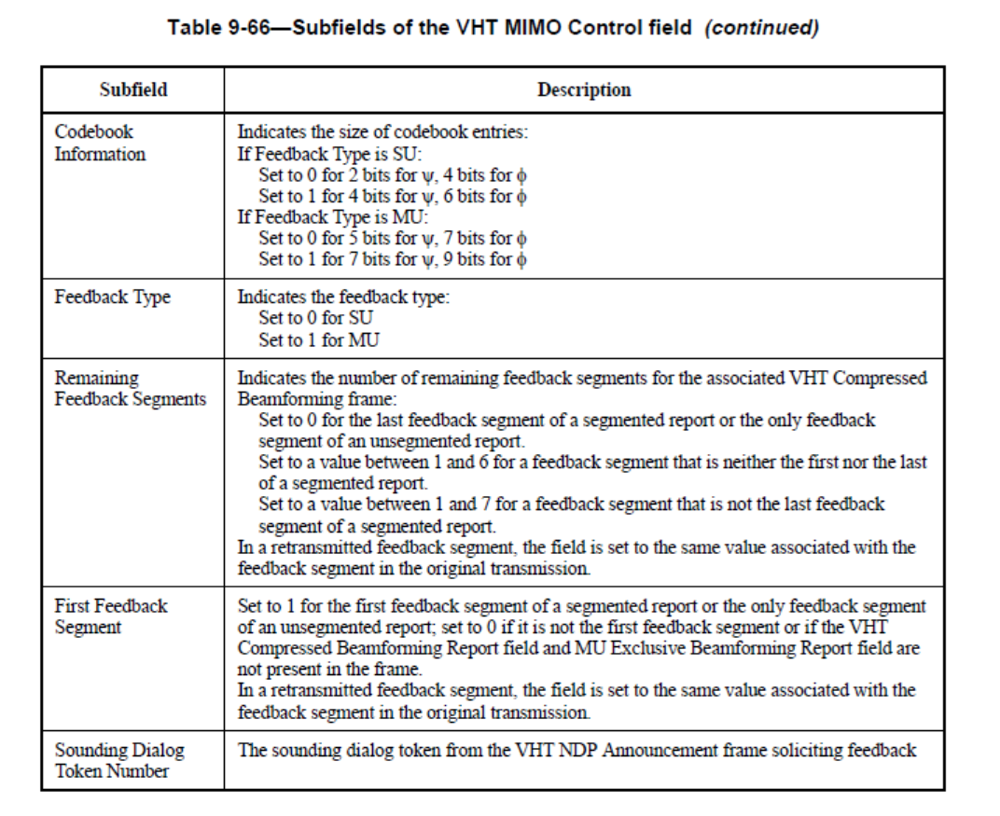 Table 9-66—Subfields of the VHT MIMO Control field (continued)
Subfield
Description
Codebook
Information
Indicates the size of codebook entries:
If Feedback Type is SU:
Set to 0 for 2 bits for ψ, 4 bits for ϕ
Set to 1 for 4 bits for ψ, 6 bits for ϕ
If Feedback Type is MU:
Set to 0 for 5 bits for ψ, 7 bits for ϕ
Set to 1 for 7 bits for ψ, 9 bits for ϕ
Feedback Type
Indicates the feedback type:
Set to 0 for SU
Set to 1 for MU
Remaining
Feedback Segments
Indicates the number of remaining feedback segments for the associated VHT Compressed
Beamforming frame:
Set to 0 for the last feedback segment of a segmented report or the only feedback
segment of an unsegmented report.
Set to a value between 1 and 6 for a feedback segment that is neither the first nor the last
of a segmented report.
Set to a value between 1 and 7 for a feedback segment that is not the last feedback
segment of a segmented report.
In a retransmitted feedback segment, the field is set to the same value associated with the
feedback segment in the original transmission.
First Feedback
Segment
Set to 1 for the first feedback segment of a segmented report or the only feedback segment
of an unsegmented report; set to 0 if it is not the first feedback segment or if the VHT
Compressed Beamforming Report field and MU Exclusive Beamforming Report field are
not present in the frame.
In a retransmitted feedback segment, the field is set to the same value associated with the
feedback segment in the original transmission.
Sounding Dialog
Token Number
The sounding dialog token from the VHT NDP Announcement frame soliciting feedback